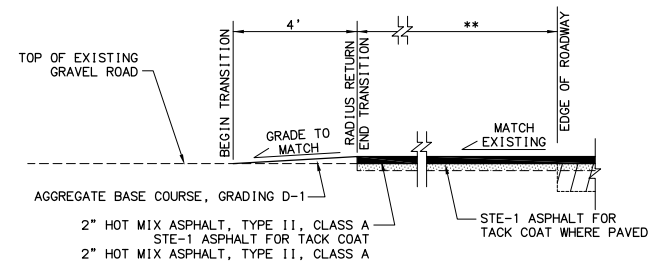 4'
**
TOP OF EXISTING
GRAVEL ROAD
BEGIN TRANSITION
RADIUS RETURN
END TRANSITION
EDGE OF ROADWAY
GRADE TO
MATCH
MATCH
EXISTING
AGGREGATE BASE COURSE, GRADING D-1
2" HOT MIX ASPHALT, TYPE II, CLASS A
STE-1 ASPHALT FOR TACK COAT
2" HOT MIX ASPHALT, TYPE II, CLASS A
STE-1 ASPHALT FOR
TACK COAT WHERE PAVED